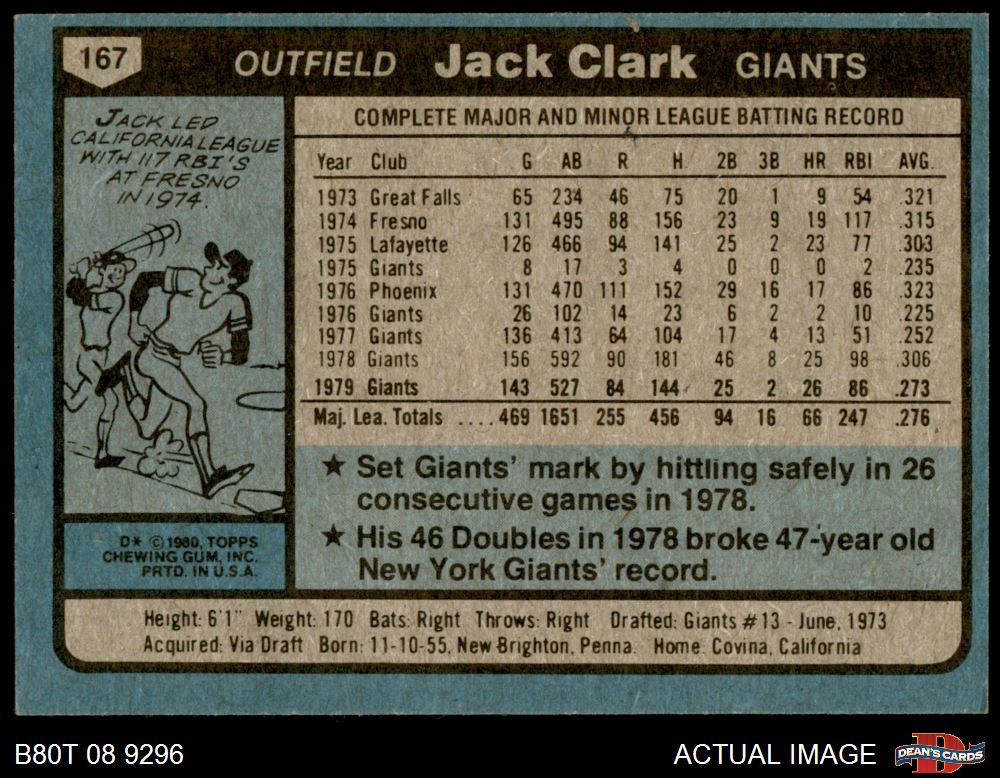 167
OUTFIELD Jack Clark GIANTS
JACK LED
CALIFORNIA LEAGUE
WITH 117 RBI'S
AT FRESNO
IN 1974.
D* © 1980, TOPPS
CHEWING GUM, INC.
PRTD. IN U.S.A.
COMPLETE MAJOR AND MINOR LEAGUE BATTING RECORD
Year Club G AB R H 2B 3B HR RBI AVG.
1973 Great Falls 65 234 46 75 20 1 9 54 .321
1974 Fresno 131 495 88 156 23 9 19 117 .315
1975 Lafayette 126 466 94 141 25 2 23 77 .303
1975 Giants 8 17 3 4 0 0 0 2 .235
1976 Phoenix 131 470 111 152 29 16 17 86 .323
1976 Giants 26 102 14 23 6 2 2 10 .225
1977 Giants 136 413 64 104 17 4 13 51 .252
1978 Giants 156 592 90 181 46 8 25 98 .306
1979 Giants 143 527 84 144 25 2 26 86 .273
Maj. Lea. Totals .... 469 1651 255 456 94 16 66 247 .276
★ Set Giants' mark by hittling safely in 26
consecutive games in 1978.
★ His 46 Doubles in 1978 broke 47-year old
New York Giants' record.
Height: 6'1" Weight: 170 Bats: Right Throws: Right Drafted: Giants #13 - June, 1973
Acquired: Via Draft Born: 11-10-55, New Brighton, Penna. Home: Covina, California
B80T 08 9296
ACTUAL IMAGE
DEAN'S CARDS